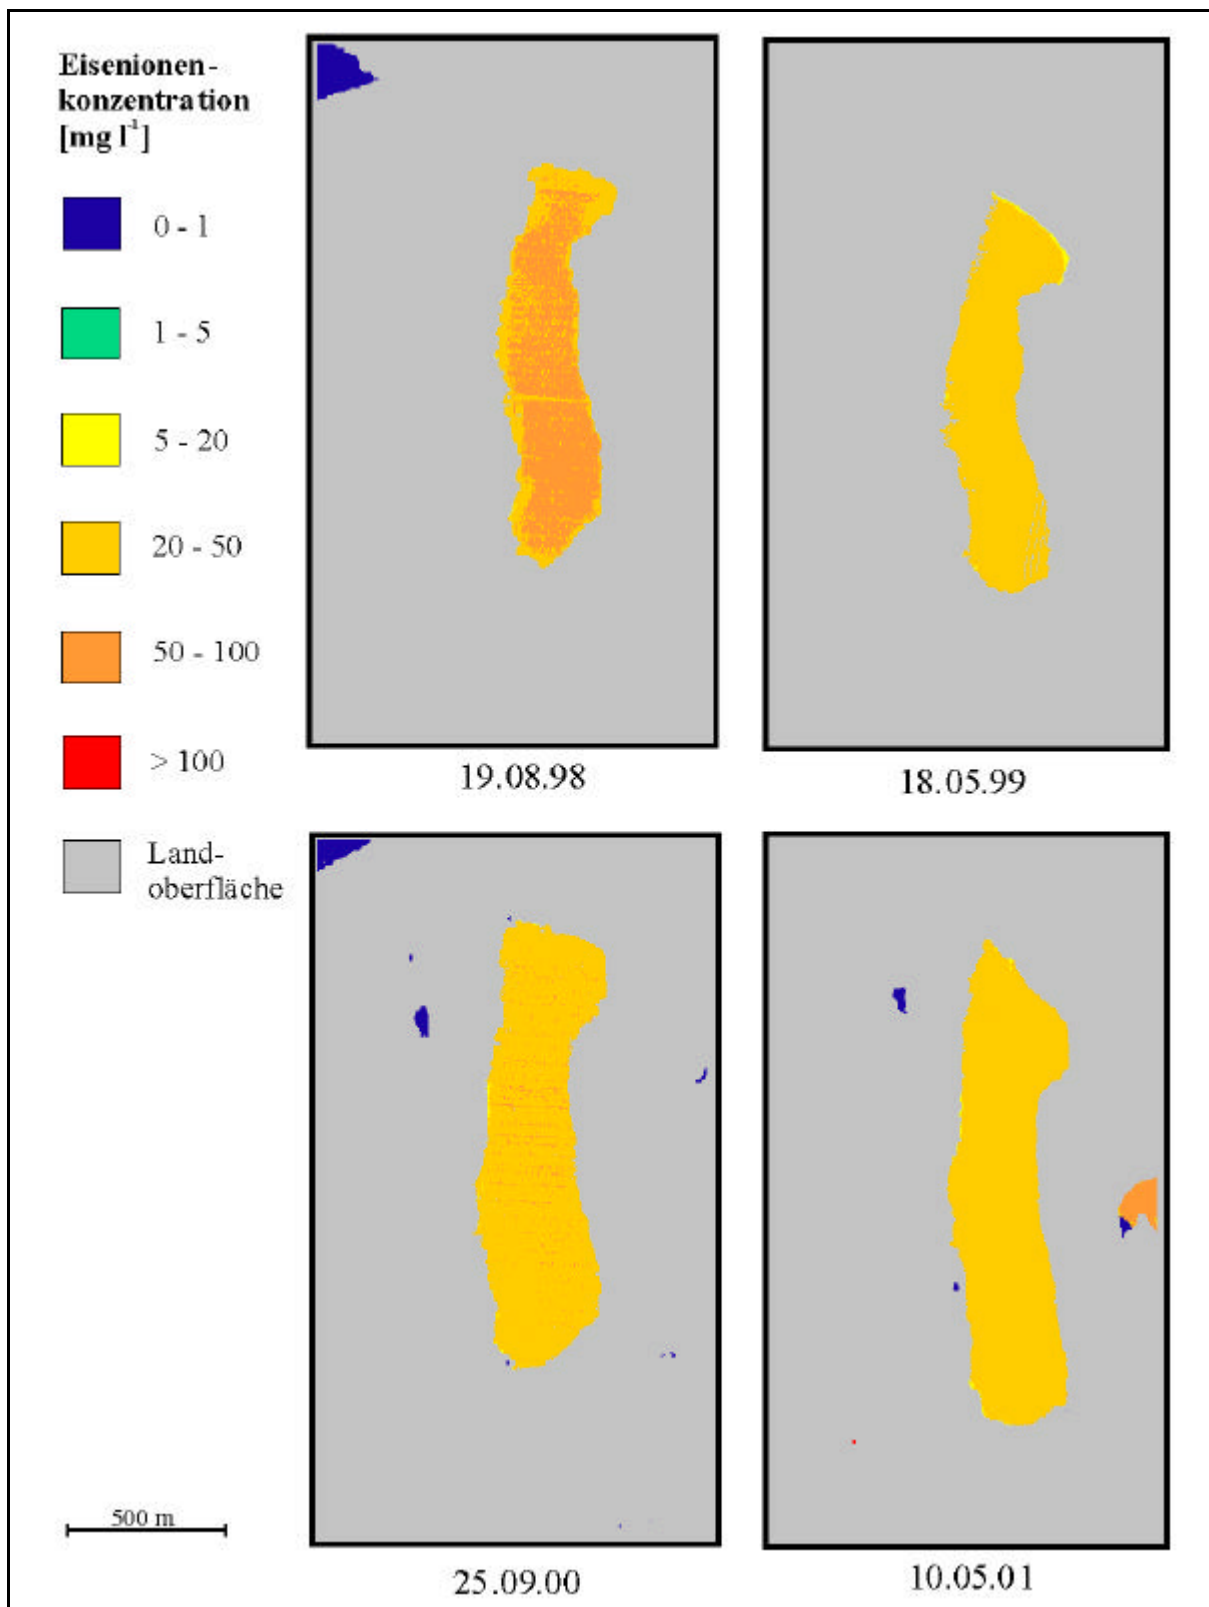 Eisenionen-
konzentration
[mg l⁻¹]
0 - 1
1 - 5
5 - 20
20 - 50
50 - 100
> 100
Land-
oberfläche
19.08.98
18.05.99
500 m
25.09.00
10.05.01